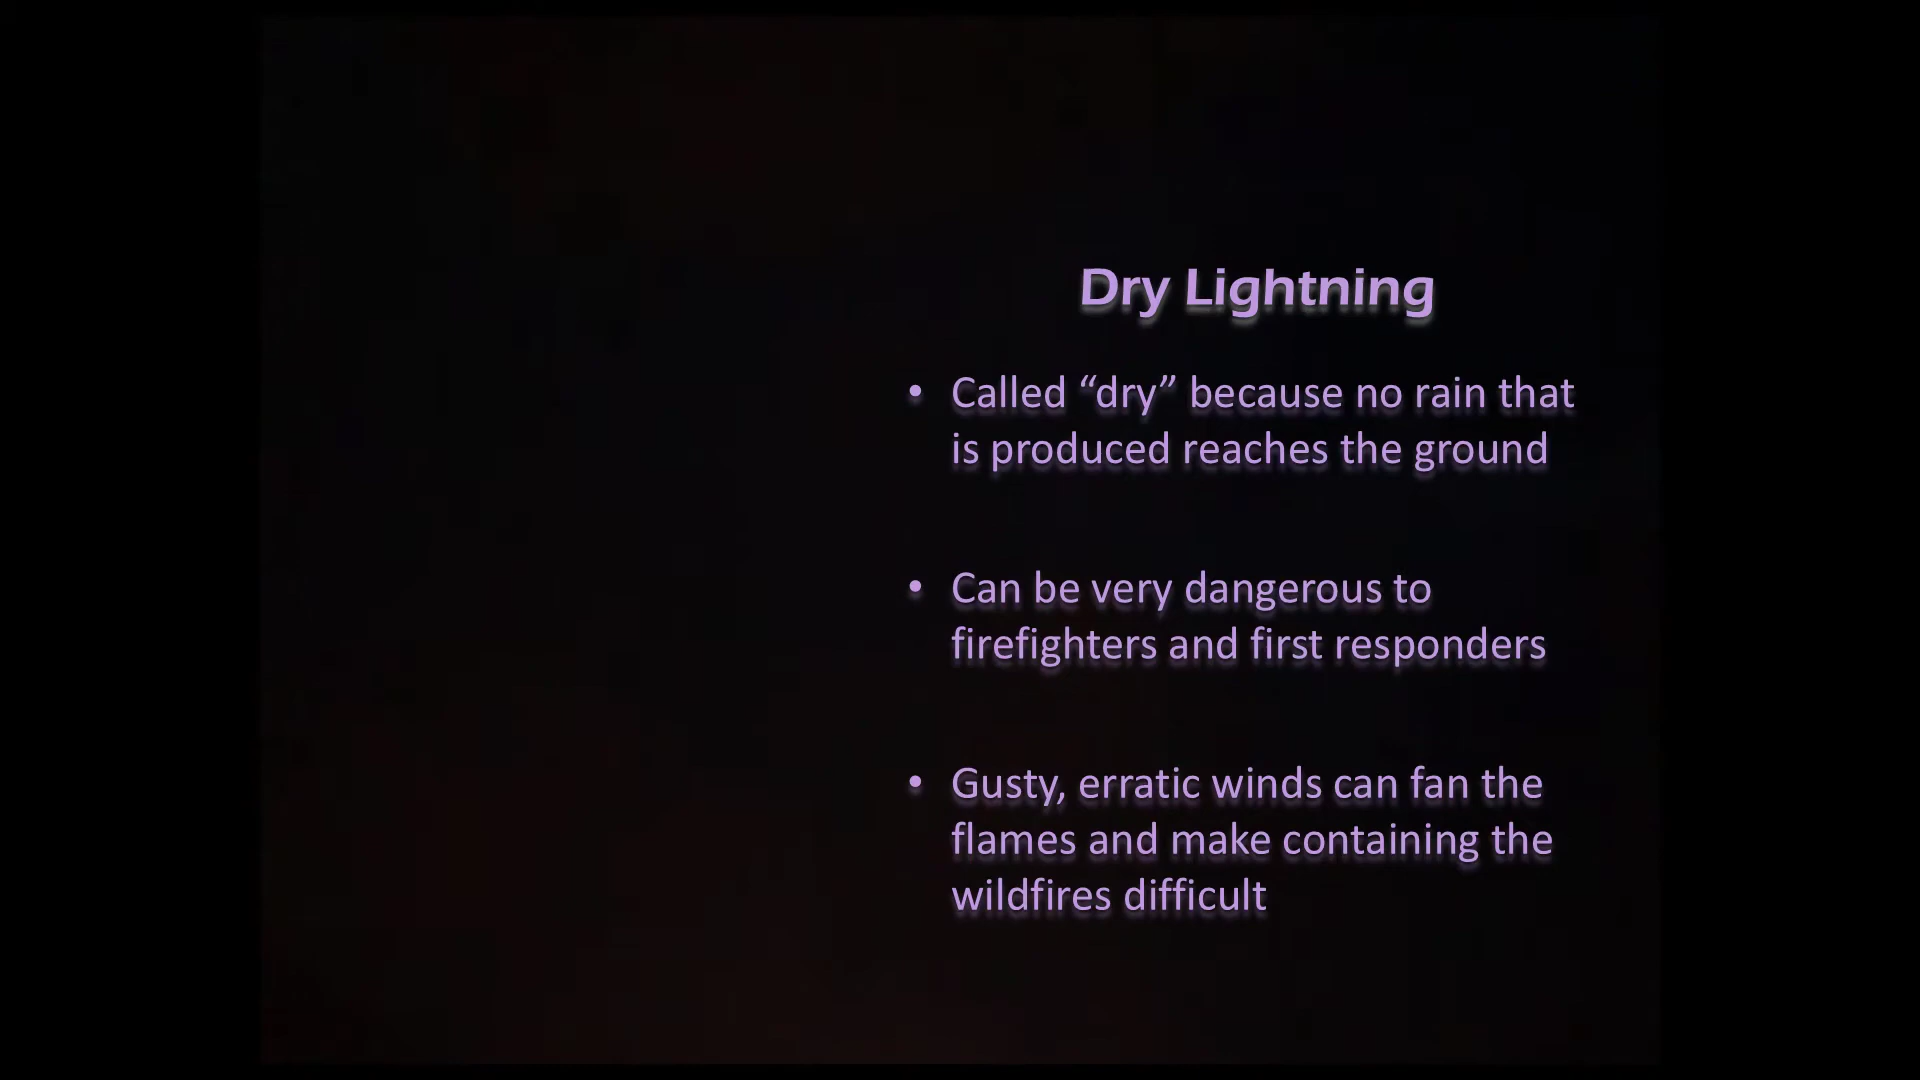 Dry Lightning
• Called “dry” because no rain that
is produced reaches the ground
• Can be very dangerous to
firefighters and first responders
• Gusty, erratic winds can fan the
flames and make containing the
wildfires difficult